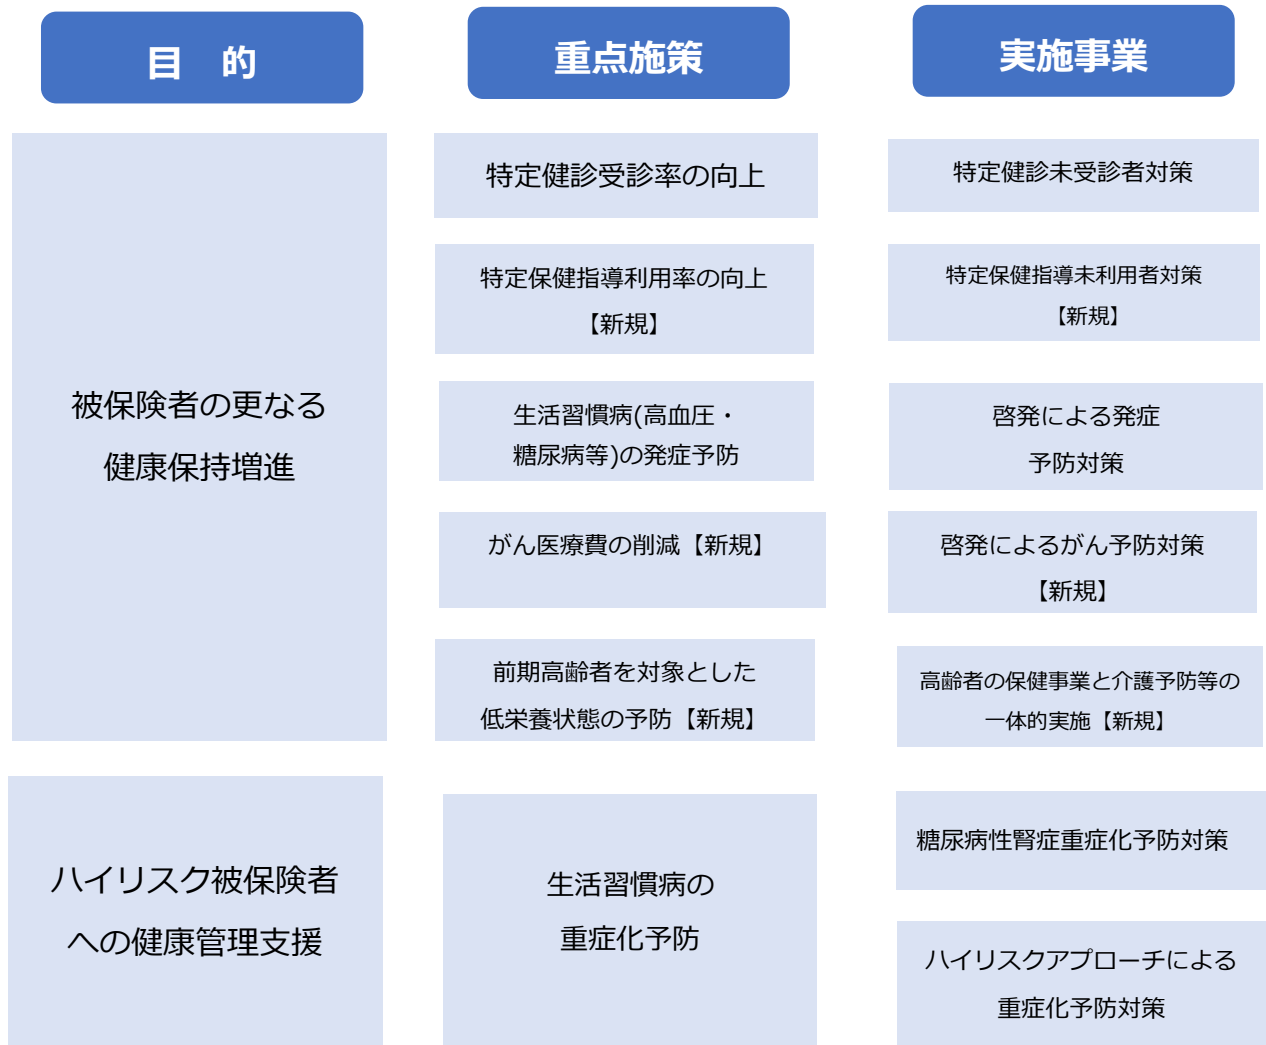 目　的
重点施策
実施事業
被保険者の更なる
健康保持増進
特定健診受診率の向上
特定健診未受診者対策
特定保健指導利用率の向上
【新規】
特定保健指導未利用者対策
【新規】
生活習慣病(高血圧・
糖尿病等)の発症予防
啓発による発症
予防対策
がん医療費の削減【新規】
啓発によるがん予防対策
【新規】
前期高齢者を対象とした
低栄養状態の予防【新規】
高齢者の保健事業と介護予防等の
一体的実施【新規】
ハイリスク被保険者
への健康管理支援
生活習慣病の
重症化予防
糖尿病性腎症重症化予防対策
ハイリスクアプローチによる
重症化予防対策